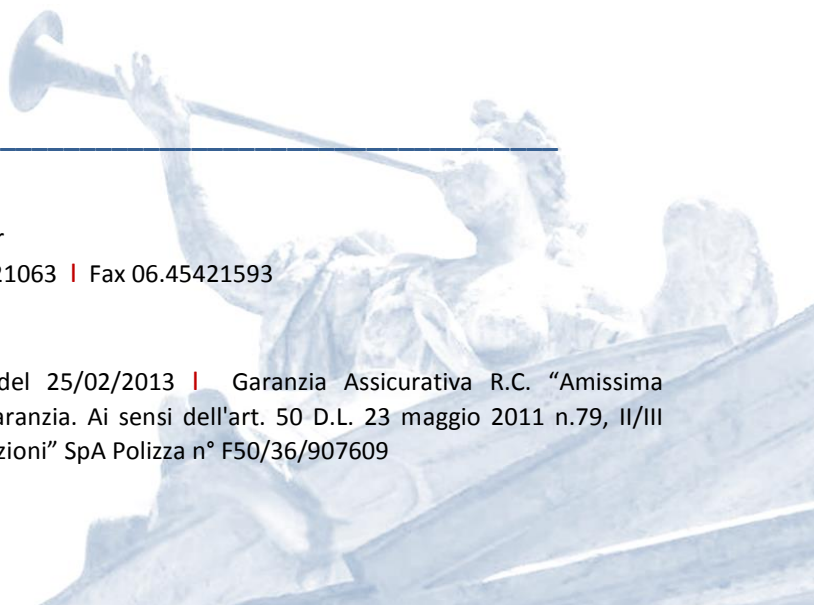 r
21063 l Fax 06.45421593
del 25/02/2013 l Garanzia Assicurativa R.C. “Amissima
aranzia. Ai sensi dell'art. 50 D.L. 23 maggio 2011 n.79, II/III
zioni” SpA Polizza n° F50/36/907609